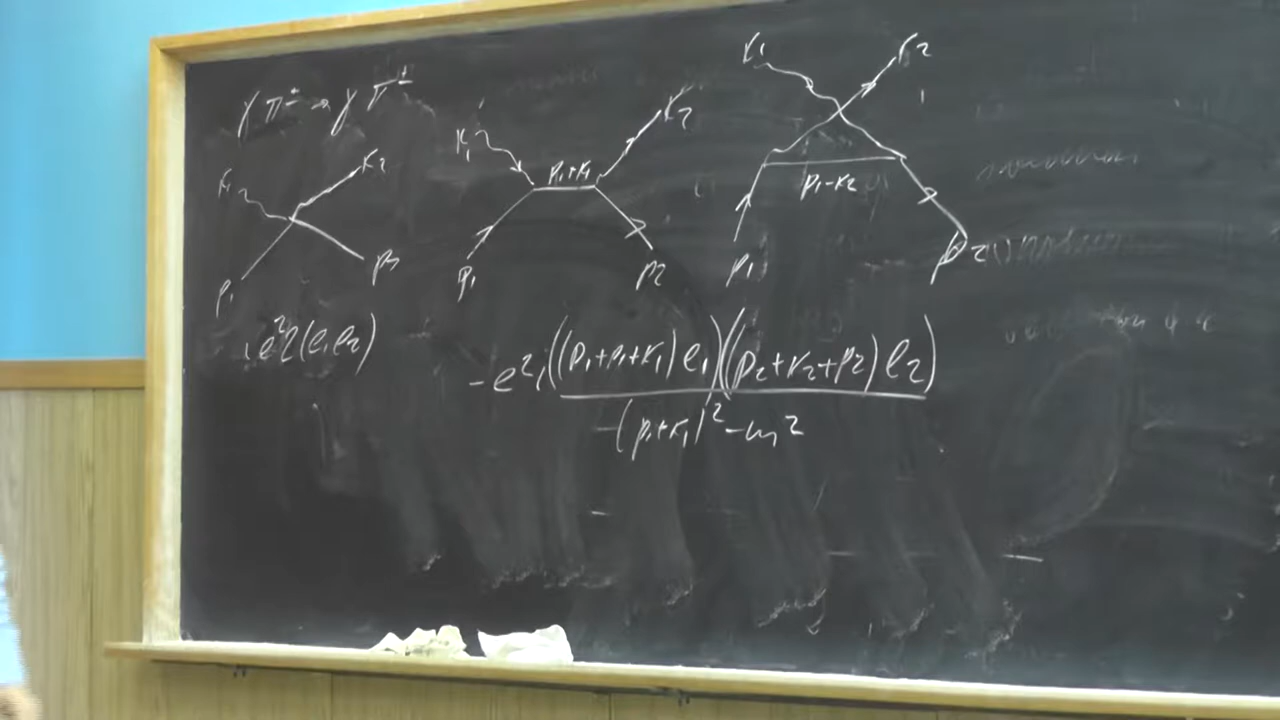 γ π± → γ π±
k₁ k₂
p₁ p₂
ie²2(e₁e₂)
k₁ k₂
p₁+k₁
p₁ p₂
k₁ k₂
p₁-k₂
p₁ p₂
-e²i((p₁+p₁+k₁)e₁)((p₂+k₂+p₂)e₂)
(p₁+k₁)²-m²